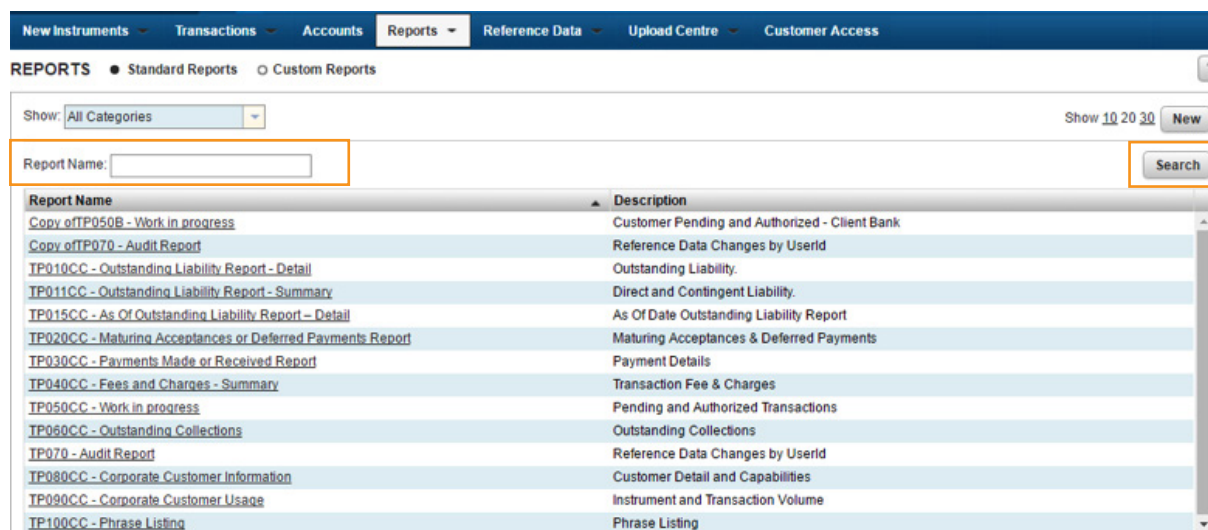 New Instruments Transactions Accounts Reports Reference Data Upload Centre Customer Access
REPORTS Standard Reports Custom Reports
Show: All Categories Show 10 20 30 New
Report Name: Search
Report Name Description
Copy ofTP050B - Work in progress Customer Pending and Authorized - Client Bank
Copy ofTP070 - Audit Report Reference Data Changes by UserId
TP010CC - Outstanding Liability Report - Detail Outstanding Liability.
TP011CC - Outstanding Liability Report - Summary Direct and Contingent Liability.
TP015CC - As Of Outstanding Liability Report – Detail As Of Date Outstanding Liability Report
TP020CC - Maturing Acceptances or Deferred Payments Report Maturing Acceptances & Deferred Payments
TP030CC - Payments Made or Received Report Payment Details
TP040CC - Fees and Charges - Summary Transaction Fee & Charges
TP050CC - Work in progress Pending and Authorized Transactions
TP060CC - Outstanding Collections Outstanding Collections
TP070 - Audit Report Reference Data Changes by UserId
TP080CC - Corporate Customer Information Customer Detail and Capabilities
TP090CC - Corporate Customer Usage Instrument and Transaction Volume
TP100CC - Phrase Listing Phrase Listing